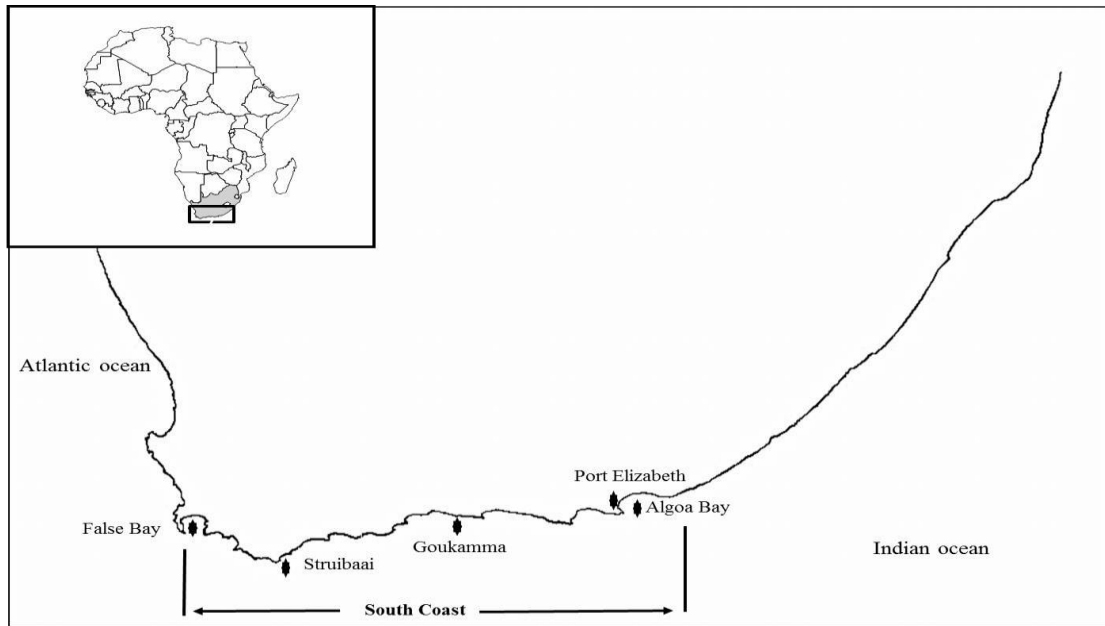 Atlantic ocean
Port Elizabeth
Algoa Bay
False Bay
Goukamma
Struibaai
Indian ocean
South Coast